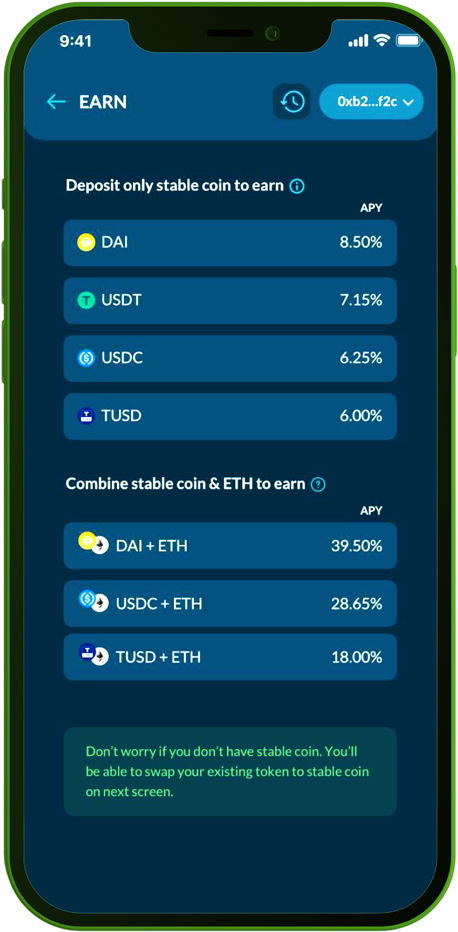 9:41
EARN
0xb2...f2c
Deposit only stable coin to earn
APY
DAI 8.50%
USDT 7.15%
USDC 6.25%
TUSD 6.00%
Combine stable coin & ETH to earn
APY
DAI + ETH 39.50%
USDC + ETH 28.65%
TUSD + ETH 18.00%
Don't worry if you don't have stable coin. You'll
be able to swap your existing token to stable coin
on next screen.